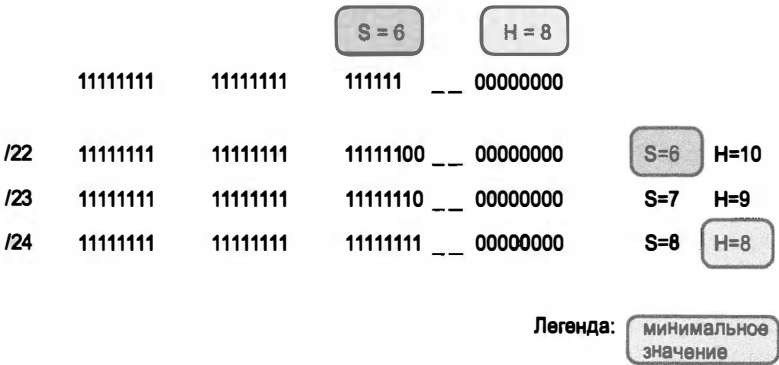 S = 6 H = 8
11111111 11111111 111111 _ _ 00000000
/22 11111111 11111111 11111100 _ _ 00000000 S=6 H=10
/23 11111111 11111111 11111110 _ _ 00000000 S=7 H=9
/24 11111111 11111111 11111111 _ _ 00000000 S=8 H=8
Легенда: минимальное
значение